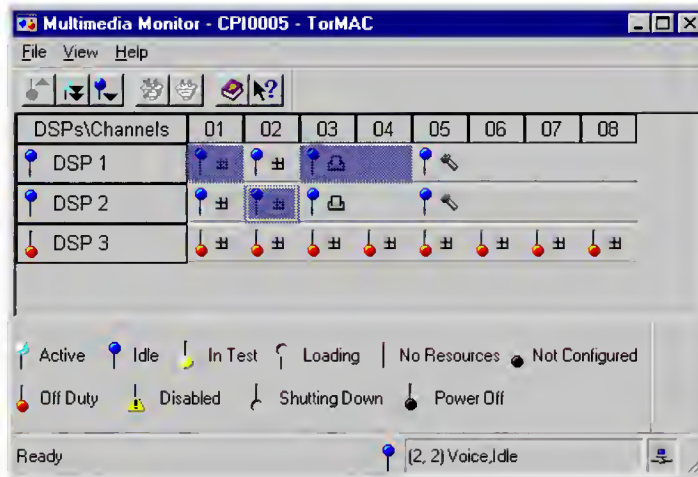 Multimedia Monitor - CPI0005 - TorMAC
File View Help
DSPs\Channels 01 02 03 04 05 06 07 08
DSP 1
DSP 2
DSP 3
Active Idle In Test Loading No Resources Not Configured
Off Duty Disabled Shutting Down Power Off
Ready (2, 2) Voice,Idle